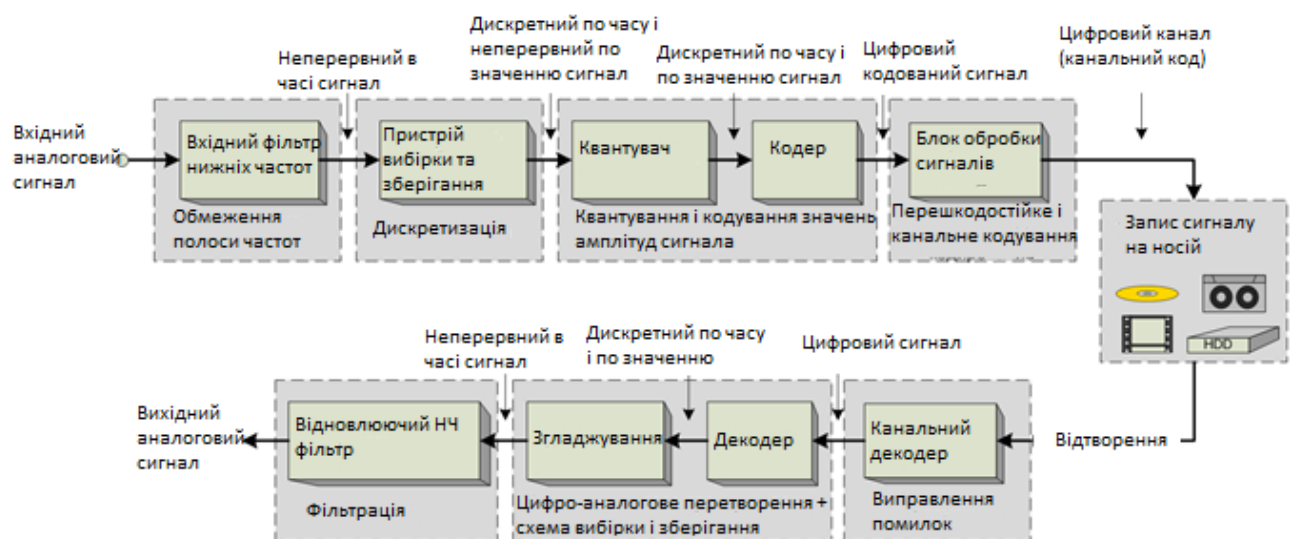 Вхідний
аналоговий
сигнал
Вхідний фільтр
нижніх частот
Обмеження
полоси частот
Неперервний в
часі сигнал
Пристрій
вибірки та
зберігання
Дискретизація
Дискретний по часу і
неперервний по
значенню сигнал
Квантувач
Дискретний по часу і
по значенню сигнал
Кодер
Квантування і кодування значень
амплітуд сигнала
Цифровий
кодований сигнал
Блок обробки
сигналів
Перешкодостійке і
канальне кодування
Цифровий канал
(канальний код)
Запис сигналу
на носій
HDD
Відтворення
Канальний
декодер
Виправлення
помилок
Цифровий сигнал
Декодер
Дискретний по часу
і по значенню
Згладжування
Цифро-аналогове перетворення +
схема вибірки і зберігання
Неперервний в
часі сигнал
Відновлюючий НЧ
фільтр
Фільтрація
Вихідний
аналоговий
сигнал